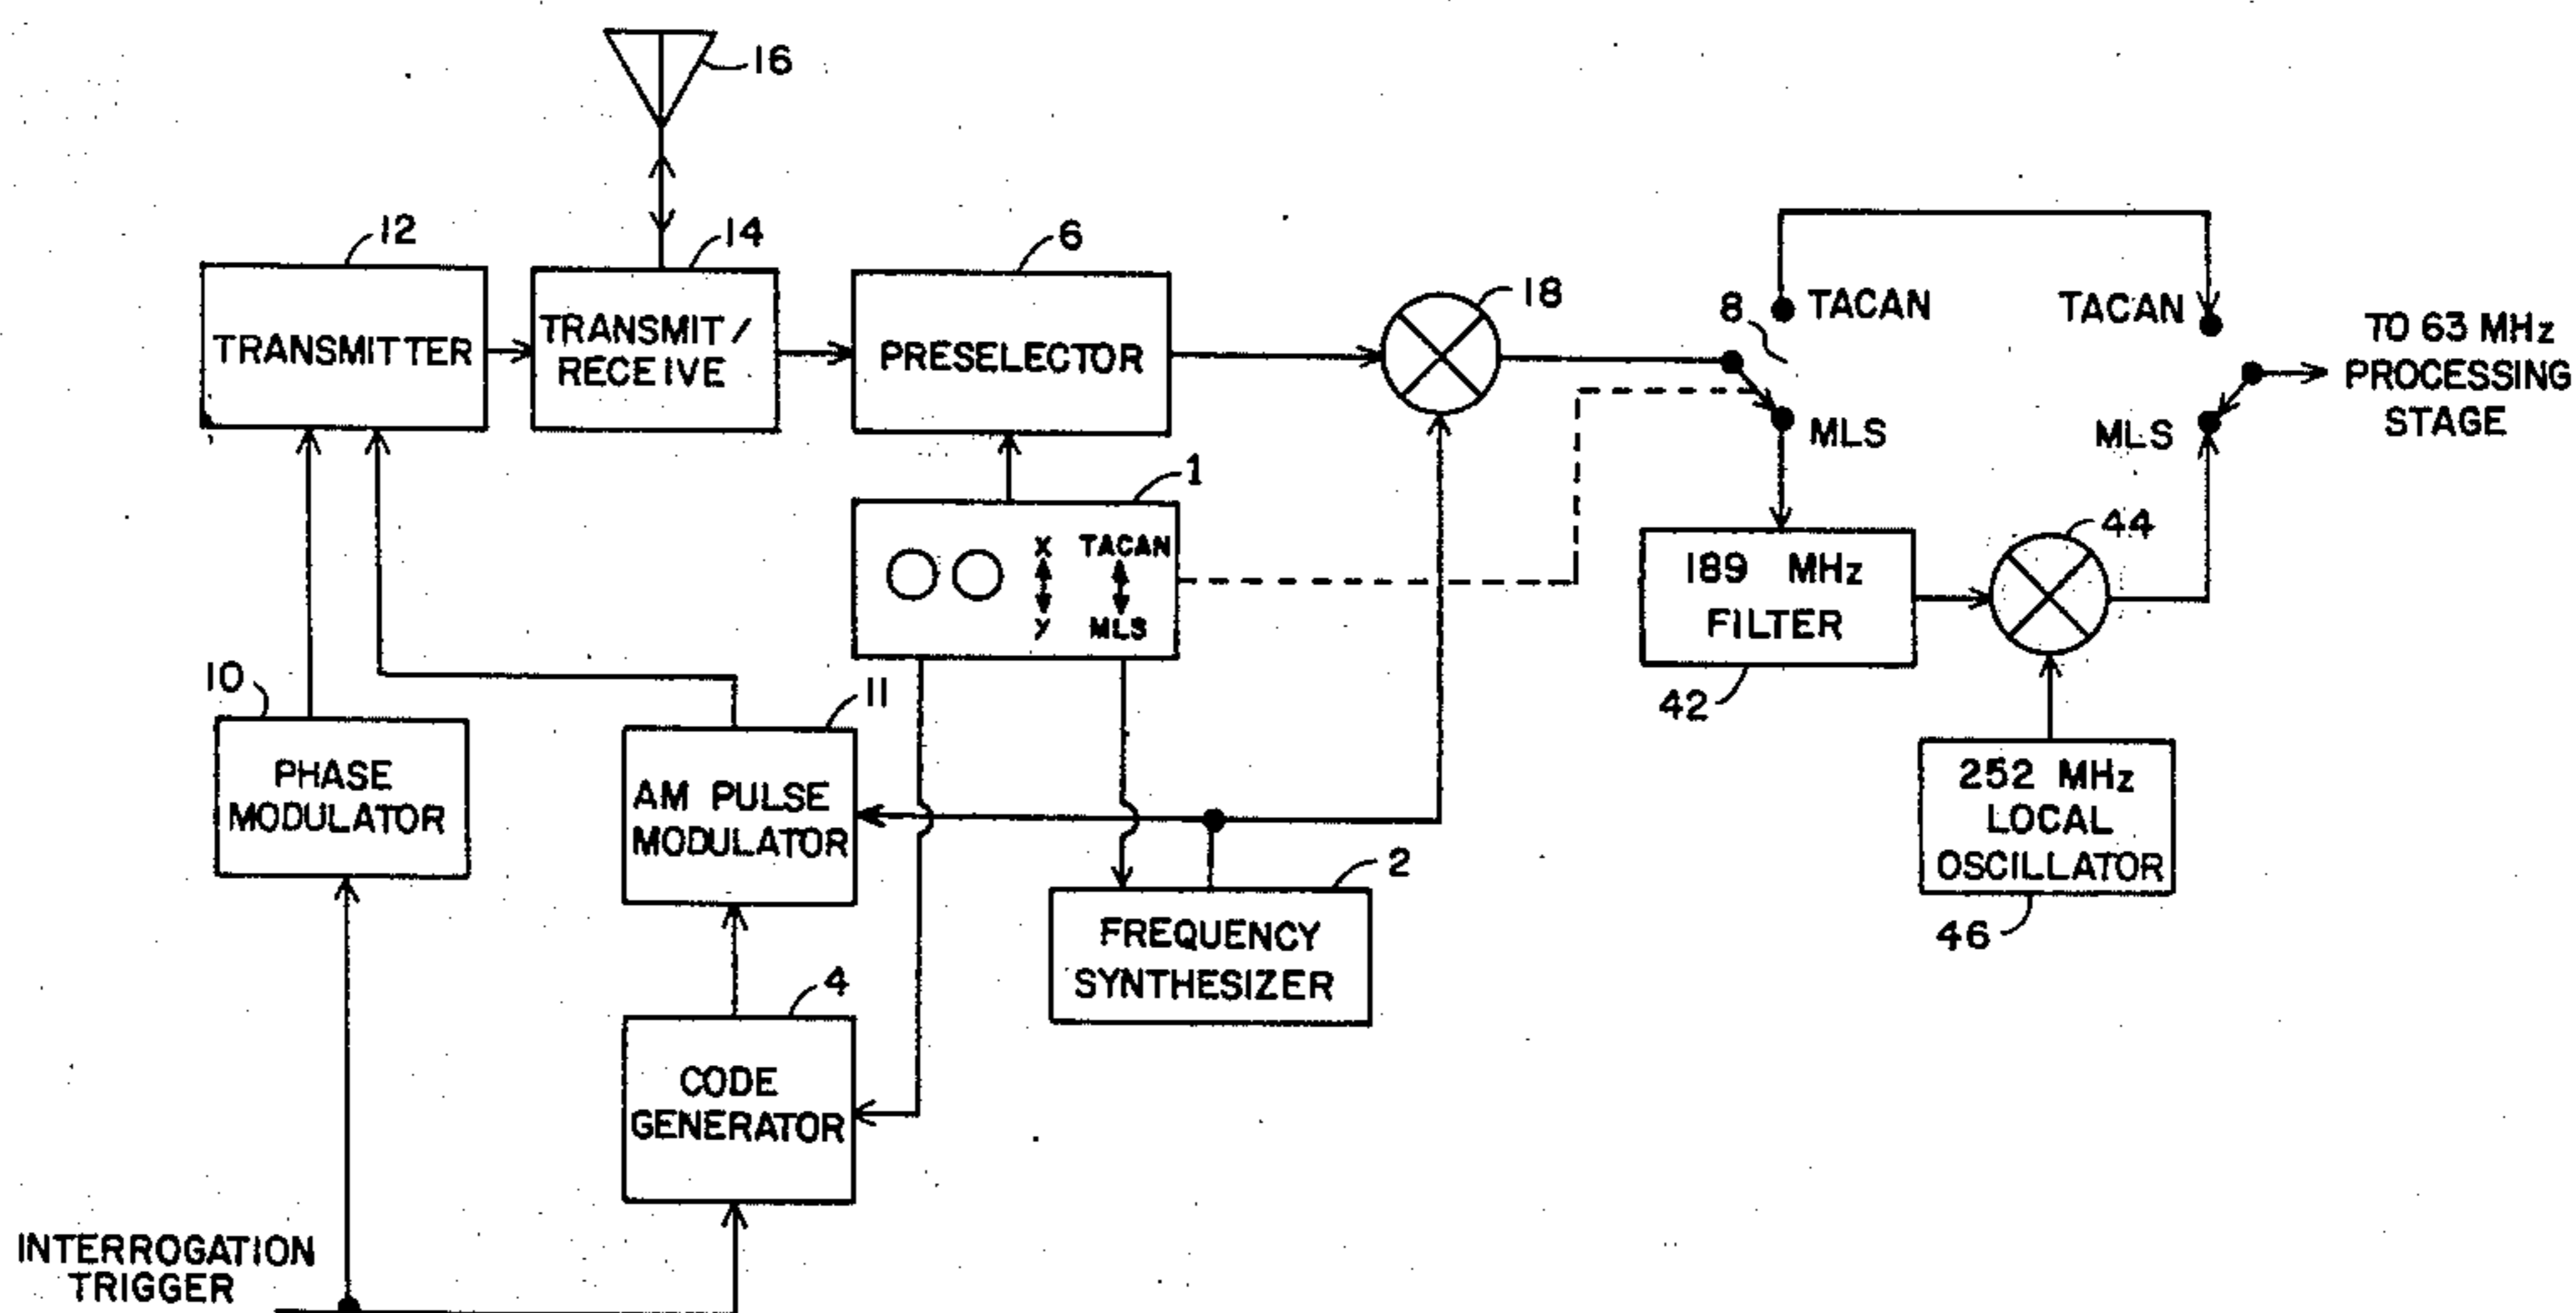 16
12
14
6
18
TRANSMITTER
TRANSMIT/
RECEIVE
PRESELECTOR
8
TACAN
MLS
TACAN
MLS
TO 63 MHz
PROCESSING
STAGE
1
X
Y
TACAN
MLS
189 MHz
FILTER
42
44
252 MHz
LOCAL
OSCILLATOR
46
10
PHASE
MODULATOR
11
AM PULSE
MODULATOR
2
FREQUENCY
SYNTHESIZER
4
CODE
GENERATOR
INTERROGATION
TRIGGER